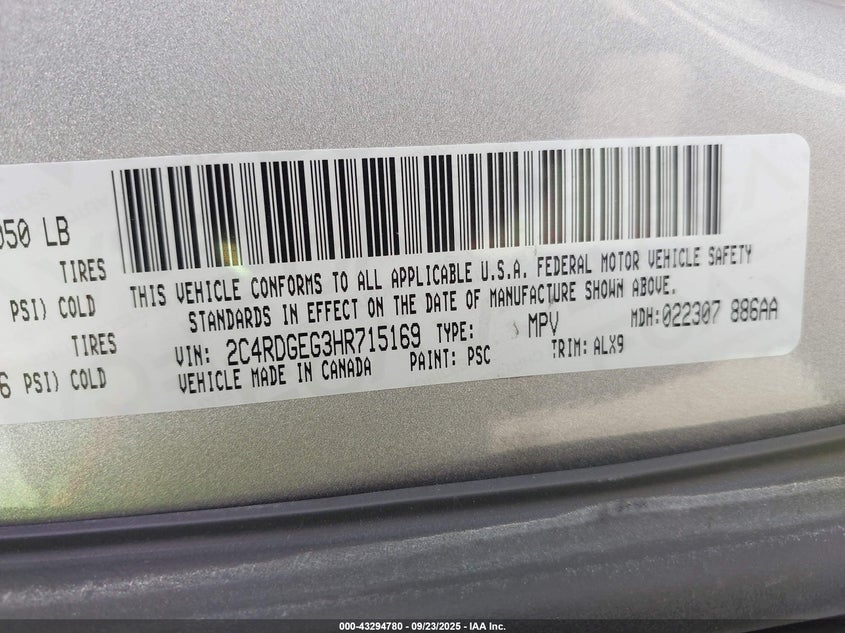 050 LB
TIRES
PSI) COLD
TIRES
6 PSI) COLD
THIS VEHICLE CONFORMS TO ALL APPLICABLE U.S.A. FEDERAL MOTOR VEHICLE SAFETY
STANDARDS IN EFFECT ON THE DATE OF MANUFACTURE SHOWN ABOVE.
VIN: 2C4RDGEG3HR715169 TYPE: MPV MDH:022307 886AA
VEHICLE MADE IN CANADA PAINT: PSC TRIM: ALX9
000-43294780 - 09/23/2025 - IAA Inc.